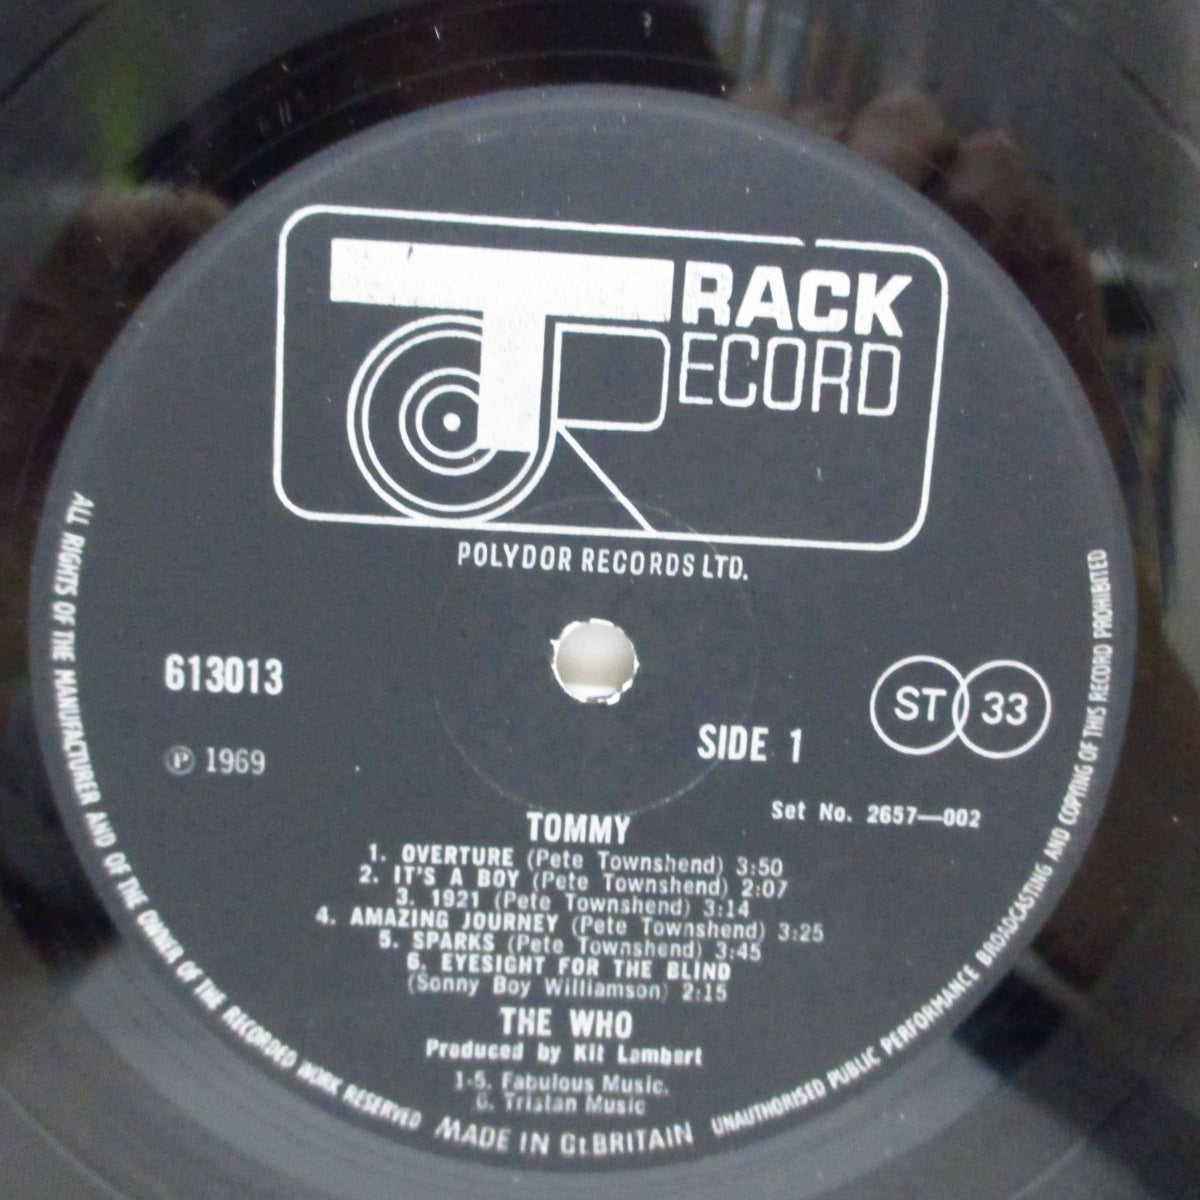 TRACK
RECORD
POLYDOR RECORDS LTD.
613013
ST 33
SIDE 1
Ⓟ 1969
Set No. 2657—002
TOMMY
1. OVERTURE (Pete Townshend) 3:50
2. IT'S A BOY (Pete Townshend) 2:07
3. 1921 (Pete Townshend) 3:14
4. AMAZING JOURNEY (Pete Townshend) 3:25
5. SPARKS (Pete Townshend) 3:45
6. EYESIGHT FOR THE BLIND
(Sonny Boy Williamson) 2:15
THE WHO
Produced by Kit Lambert
1-5. Fabulous Music.
6. Tristan Music
ALL RIGHTS OF THE MANUFACTURER AND OF THE OWNER OF THE RECORDED WORK RESERVED MADE IN Gt.BRITAIN UNAUTHORISED PUBLIC PERFORMANCE BROADCASTING AND COPYING OF THIS RECORD PROHIBITED